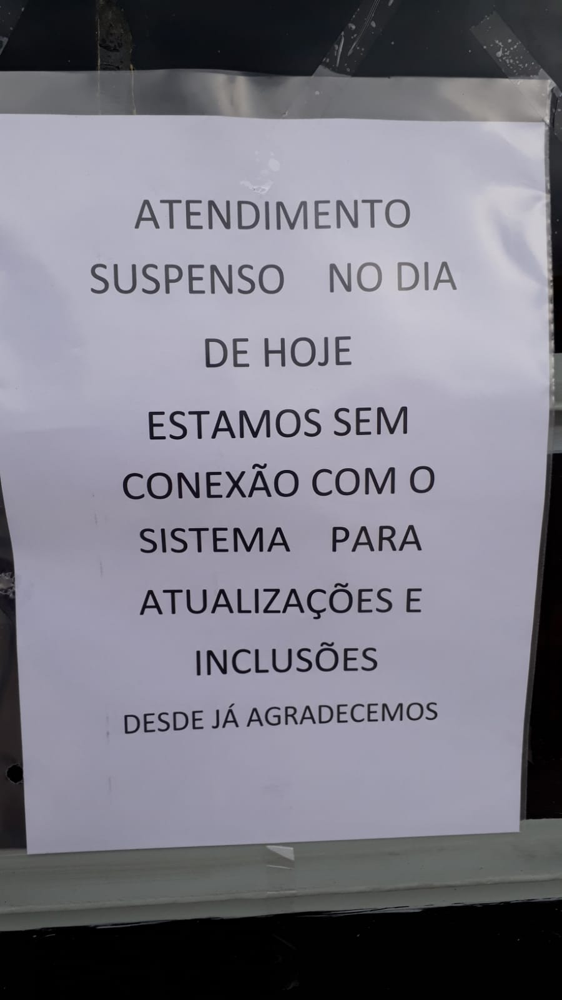 ATENDIMENTO
SUSPENSO NO DIA
DE HOJE
ESTAMOS SEM
CONEXÃO COM O
SISTEMA PARA
ATUALIZAÇÕES E
INCLUSÕES
DESDE JÁ AGRADECEMOS